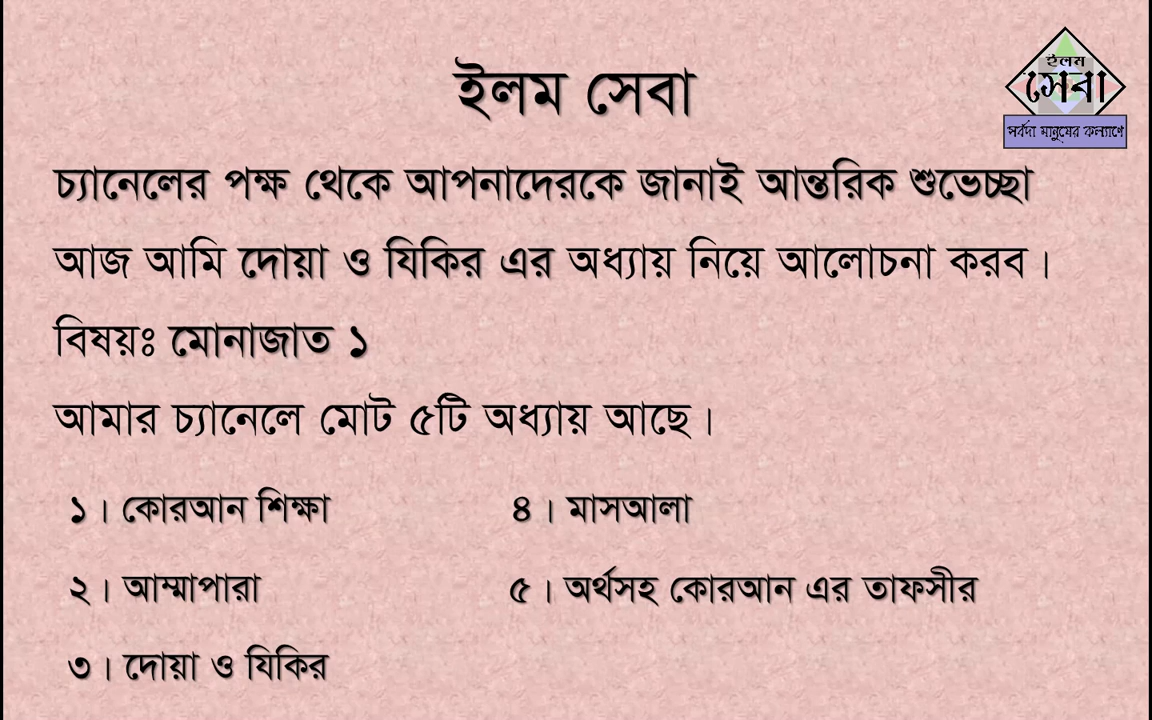 ইলম সেবা
ইলম
সেবা
সর্বদা মানুষের কল্যাণে
চ্যানেলের পক্ষ থেকে আপনাদেরকে জানাই আন্তরিক শুভেচ্ছা
আজ আমি দোয়া ও যিকির এর অধ্যায় নিয়ে আলোচনা করব।
বিষয়ঃ মোনাজাত ১
আমার চ্যানেলে মোট ৫টি অধ্যায় আছে।
১। কোরআন শিক্ষা
২। আম্মাপারা
৩। দোয়া ও যিকির
৪। মাসআলা
৫। অর্থসহ কোরআন এর তাফসীর